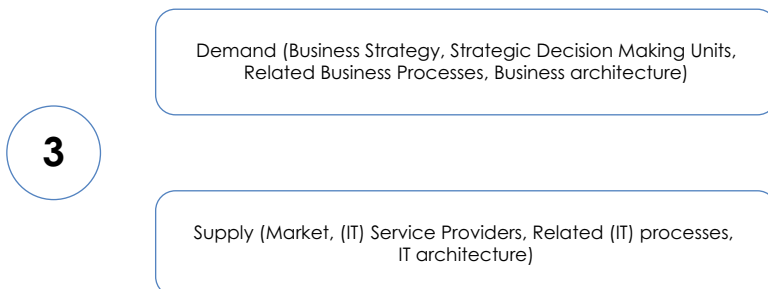 Demand (Business Strategy, Strategic Decision Making Units,
Related Business Processes, Business architecture)
3
Supply (Market, (IT) Service Providers, Related (IT) processes,
IT architecture)